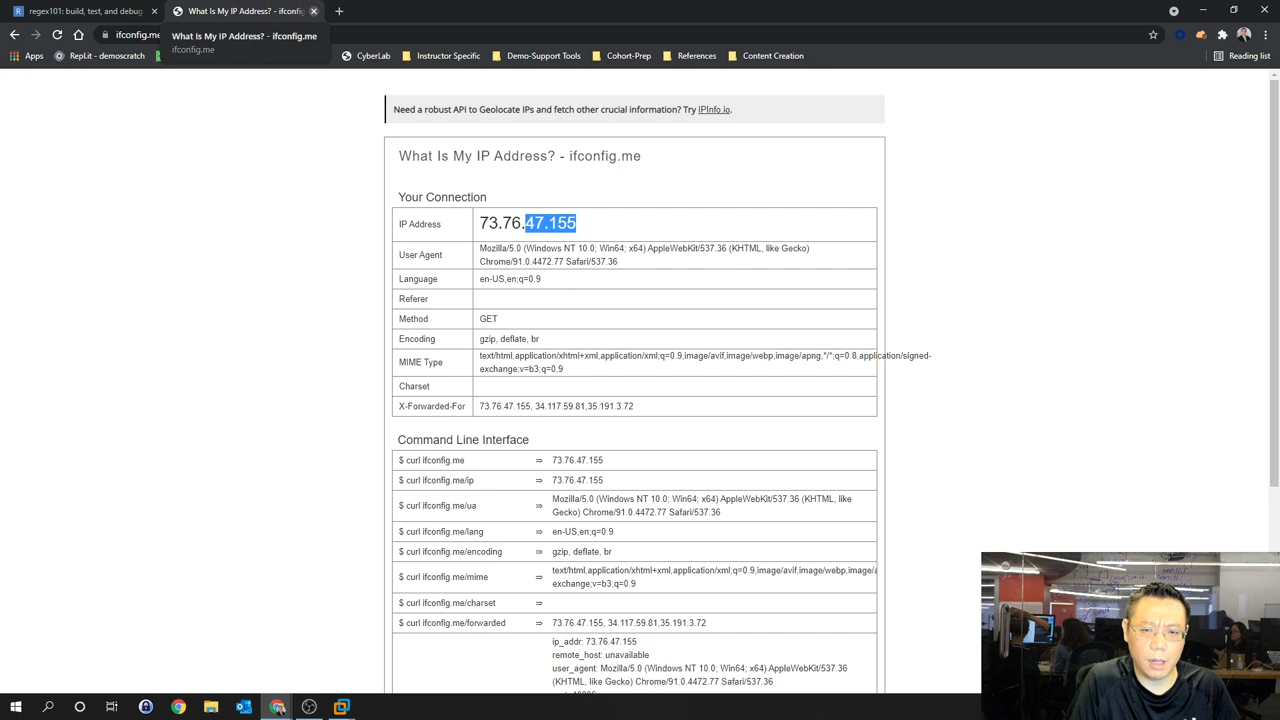 regex101: build, test, and debug
What Is My IP Address? - ifconfig
ifconfig.me
What Is My IP Address? - ifconfig.me
ifconfig.me
Apps
RepLit - demoscratch
CyberLab
Instructor Specific
Demo-Support Tools
Cohort-Prep
References
Content Creation
Reading list
Need a robust API to Geolocate IPs and fetch other crucial information? Try IPInfo.io.
What Is My IP Address? - ifconfig.me
Your Connection
IP Address 73.76.47.155
User Agent Mozilla/5.0 (Windows NT 10.0; Win64; x64) AppleWebKit/537.36 (KHTML, like Gecko)
Chrome/91.0.4472.77 Safari/537.36
Language en-US,en;q=0.9
Referer
Method GET
Encoding gzip, deflate, br
MIME Type text/html,application/xhtml+xml,application/xml;q=0.9,image/avif,image/webp,image/apng,*/*;q=0.8,application/signed-
exchange;v=b3;q=0.9
Charset
X-Forwarded-For 73.76.47.155, 34.117.59.81,35.191.3.72
Command Line Interface
$ curl ifconfig.me ⇒ 73.76.47.155
$ curl ifconfig.me/ip ⇒ 73.76.47.155
$ curl ifconfig.me/ua ⇒ Mozilla/5.0 (Windows NT 10.0; Win64; x64) AppleWebKit/537.36 (KHTML, like
Gecko) Chrome/91.0.4472.77 Safari/537.36
$ curl ifconfig.me/lang ⇒ en-US,en;q=0.9
$ curl ifconfig.me/encoding ⇒ gzip, deflate, br
$ curl ifconfig.me/mime ⇒ text/html,application/xhtml+xml,application/xml;q=0.9,image/avif,image/webp,image/a
exchange;v=b3;q=0.9
$ curl ifconfig.me/charset ⇒
$ curl ifconfig.me/forwarded ⇒ 73.76.47.155, 34.117.59.81,35.191.3.72
ip_addr: 73.76.47.155
remote_host: unavailable
user_agent: Mozilla/5.0 (Windows NT 10.0; Win64; x64) AppleWebKit/537.36
(KHTML, like Gecko) Chrome/91.0.4472.77 Safari/537.36